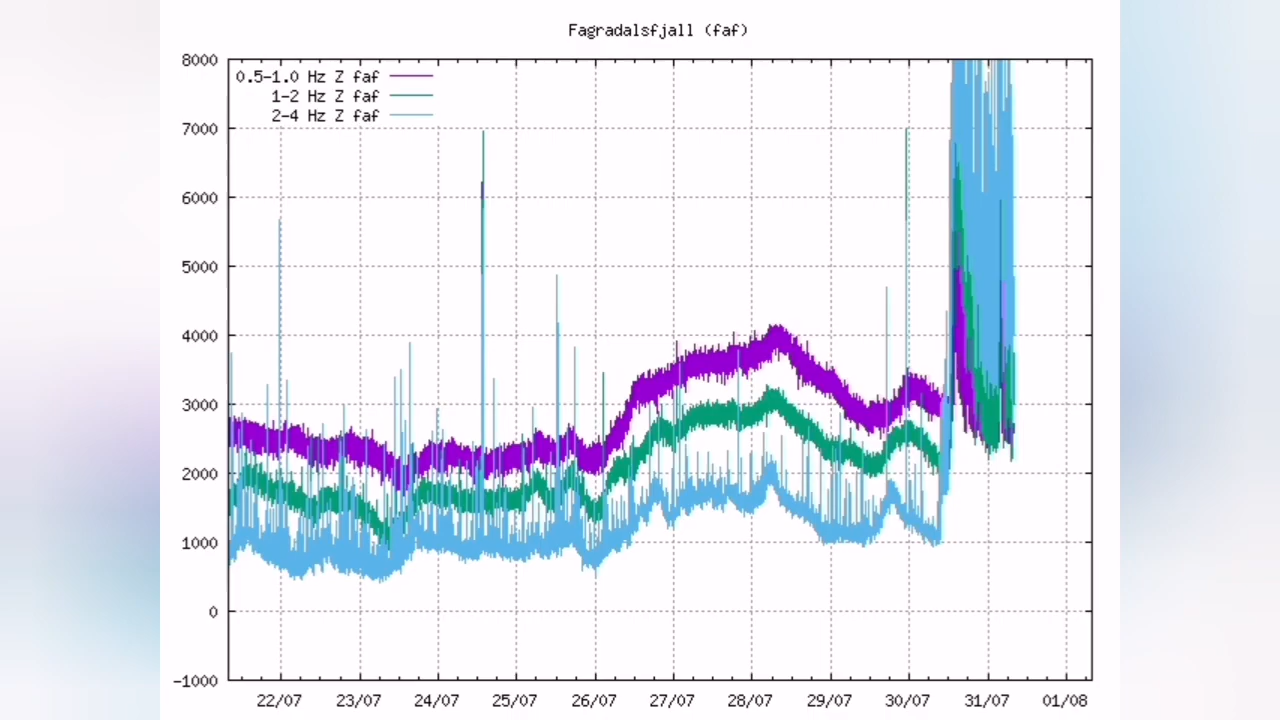 Fagradalsfjall (faf)
8000
0.5-1.0 Hz Z faf
1-2 Hz Z faf
2-4 Hz Z faf
7000
6000
5000
4000
3000
2000
1000
0
-1000
22/07 23/07 24/07 25/07 26/07 27/07 28/07 29/07 30/07 31/07 01/08